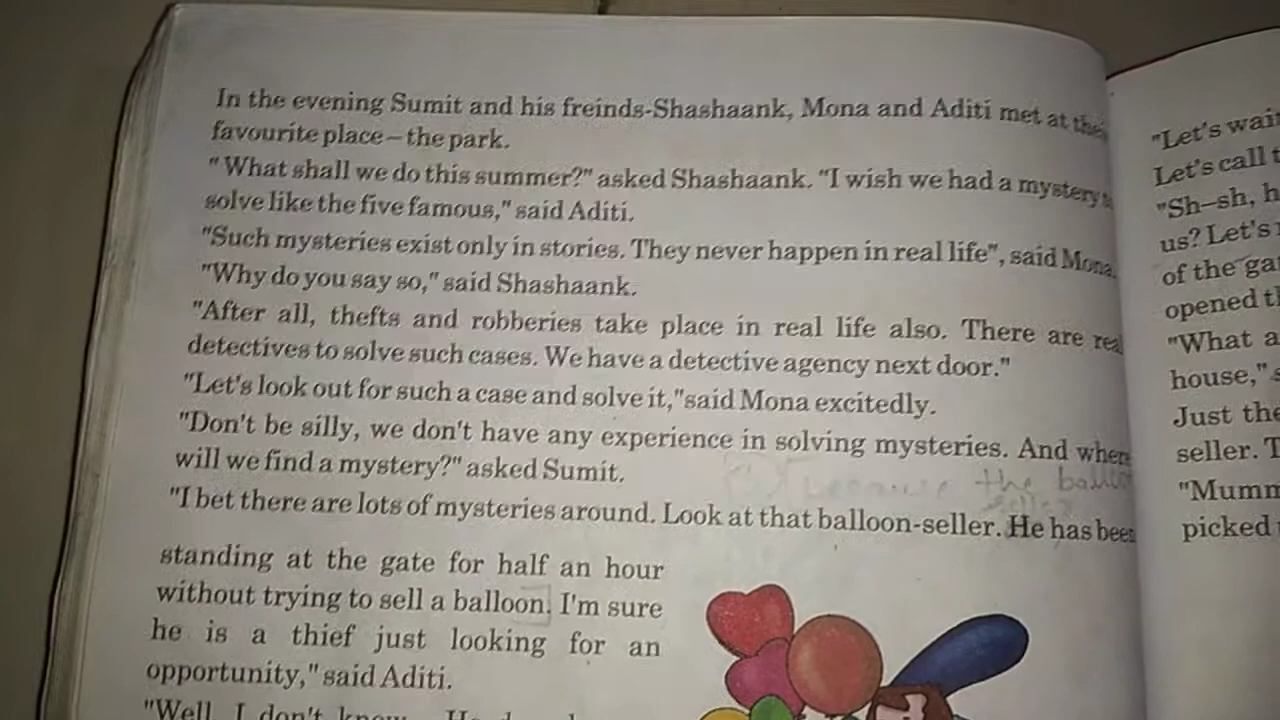 In the evening Sumit and his freinds-Shashaank, Mona and Aditi met at
favourite place – the park.
" What shall we do this summer?" asked Shashaank. "I wish we had a mystery
solve like the five famous," said Aditi.
"Such mysteries exist only in stories. They never happen in real life", said Mona.
"Why do you say so," said Shashaank.
"After all, thefts and robberies take place in real life also. There are real
detectives to solve such cases. We have a detective agency next door."
"Let's look out for such a case and solve it,"said Mona excitedly.
"Don't be silly, we don't have any experience in solving mysteries. And where
will we find a mystery?" asked Sumit.
because the balloon
seller
"I bet there are lots of mysteries around. Look at that balloon-seller. He has been
standing at the gate for half an hour
without trying to sell a balloon. I'm sure
he is a thief just looking for an
opportunity," said Aditi.
"Well, I don't know. He
"Let's wait
Let's call
"Sh–sh,
us? Let's
of the
opened
"What a
house,"
Just the
seller.
"Mumm
picked